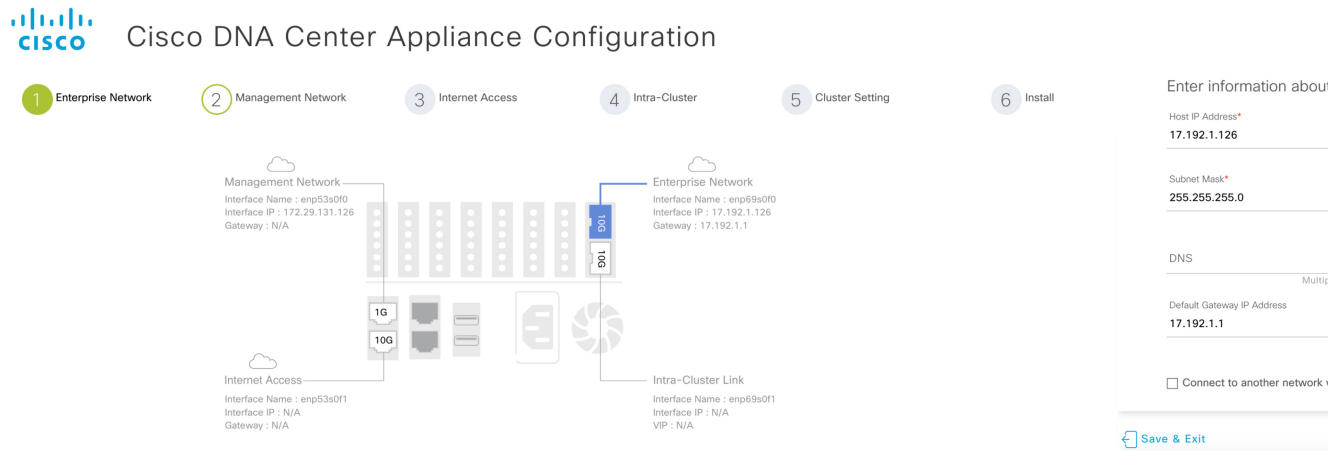 CISCO
Cisco DNA Center Appliance Configuration
1 Enterprise Network
2 Management Network
3 Internet Access
4 Intra-Cluster
5 Cluster Setting
6 Install
Management Network
Interface Name : enp53s0f0
Interface IP : 172.29.131.126
Gateway : N/A
Enterprise Network
Interface Name : enp69s0f0
Interface IP : 17.192.1.126
Gateway : 17.192.1.1
10G
10G
1G
10G
Internet Access
Interface Name : enp53s0f1
Interface IP : N/A
Gateway : N/A
Intra-Cluster Link
Interface Name : enp69s0f1
Interface IP : N/A
VIP : N/A
Enter information about
Host IP Address*
17.192.1.126
Subnet Mask*
255.255.255.0
DNS
Default Gateway IP Address
17.192.1.1
Connect to another network
Save & Exit